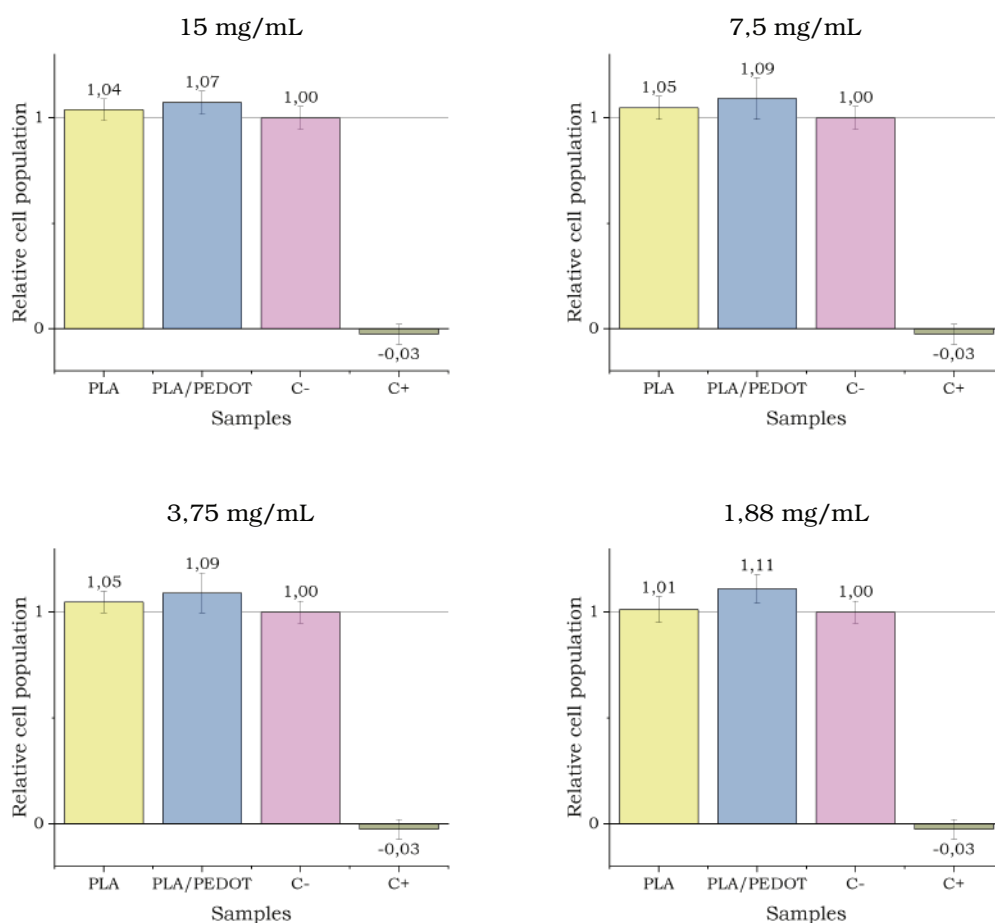 15 mg/mL
1,04
1,07
1,00
-0,03
1
0
Relative cell population
PLA
PLA/PEDOT
C-
C+
Samples
7,5 mg/mL
1,05
1,09
1,00
-0,03
1
0
Relative cell population
PLA
PLA/PEDOT
C-
C+
Samples
3,75 mg/mL
1,05
1,09
1,00
-0,03
1
0
Relative cell population
PLA
PLA/PEDOT
C-
C+
Samples
1,88 mg/mL
1,01
1,11
1,00
-0,03
1
0
Relative cell population
PLA
PLA/PEDOT
C-
C+
Samples